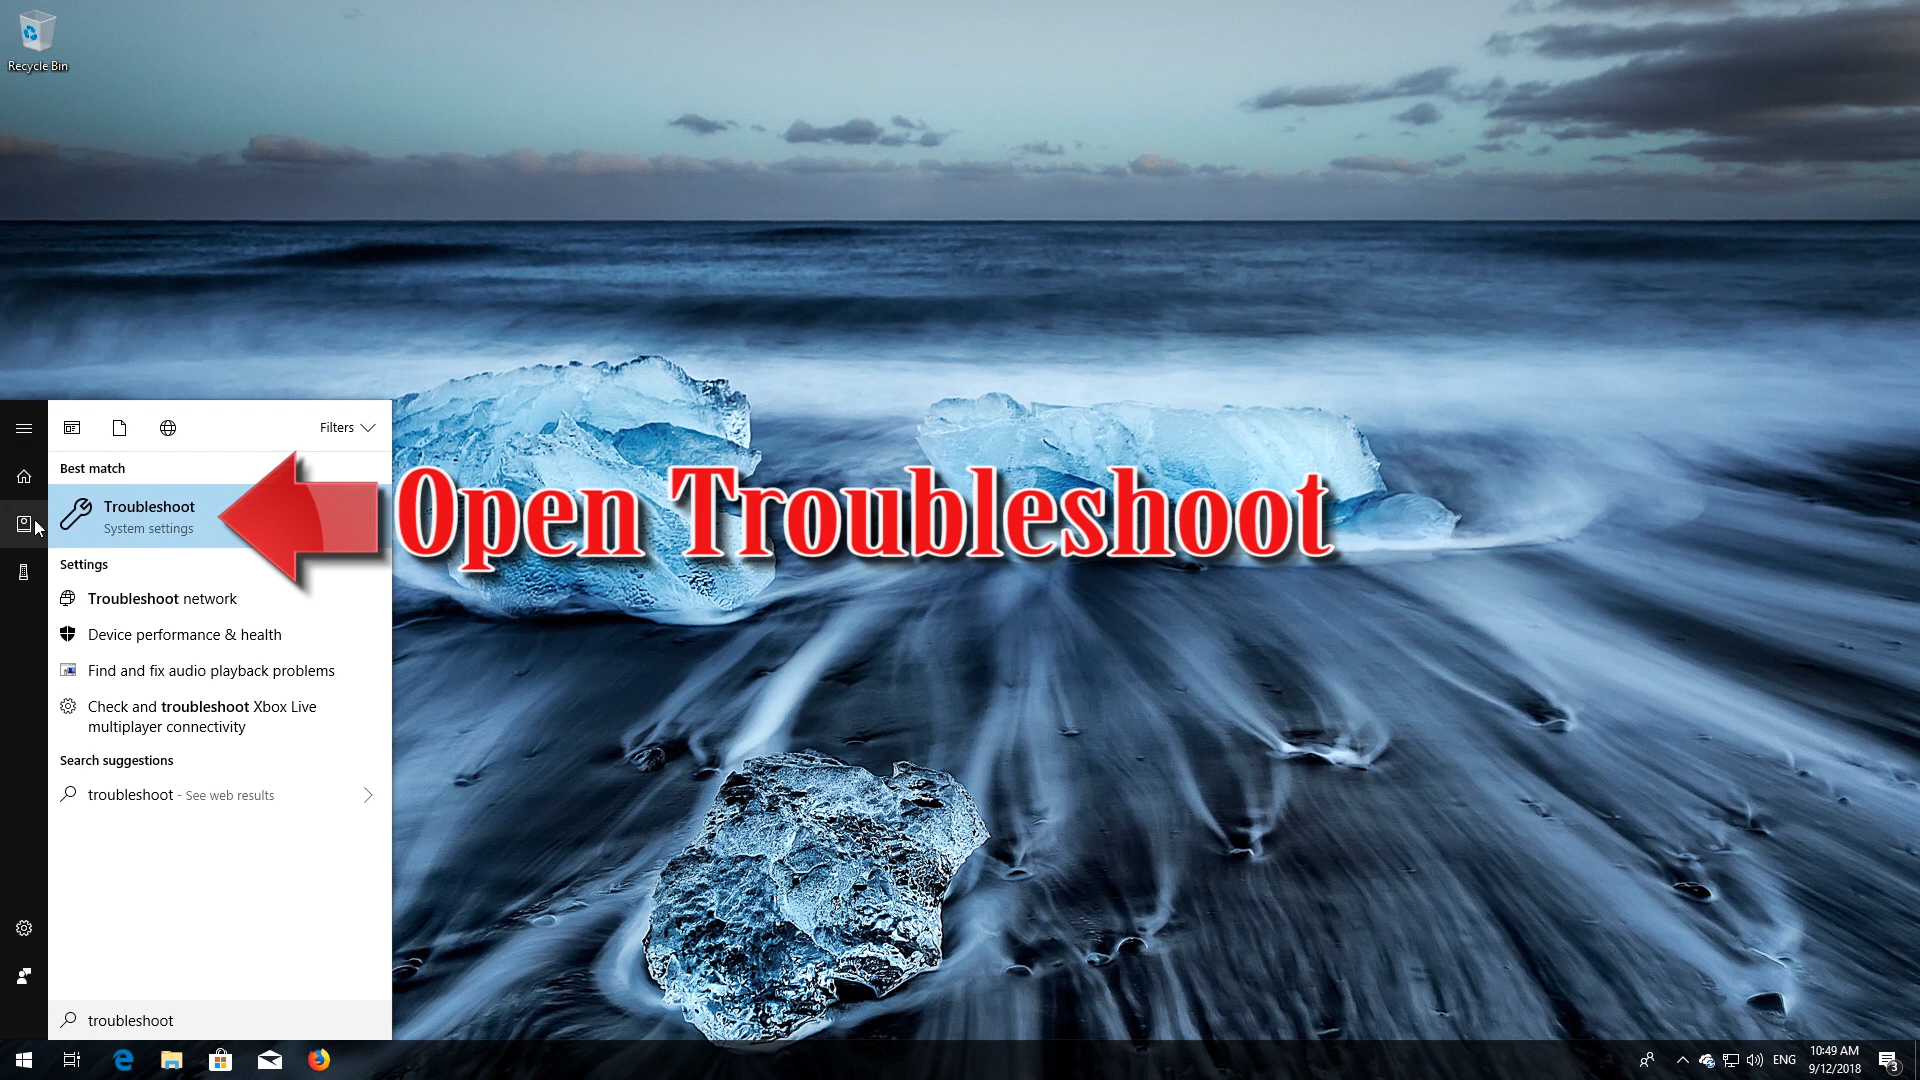 Recycle Bin
Filters
Best match
Troubleshoot
System settings
Open Troubleshoot
Settings
Troubleshoot network
Device performance & health
Find and fix audio playback problems
Check and troubleshoot Xbox Live
multiplayer connectivity
Search suggestions
troubleshoot - See web results
troubleshoot
ENG
10:49 AM
9/12/2018
3